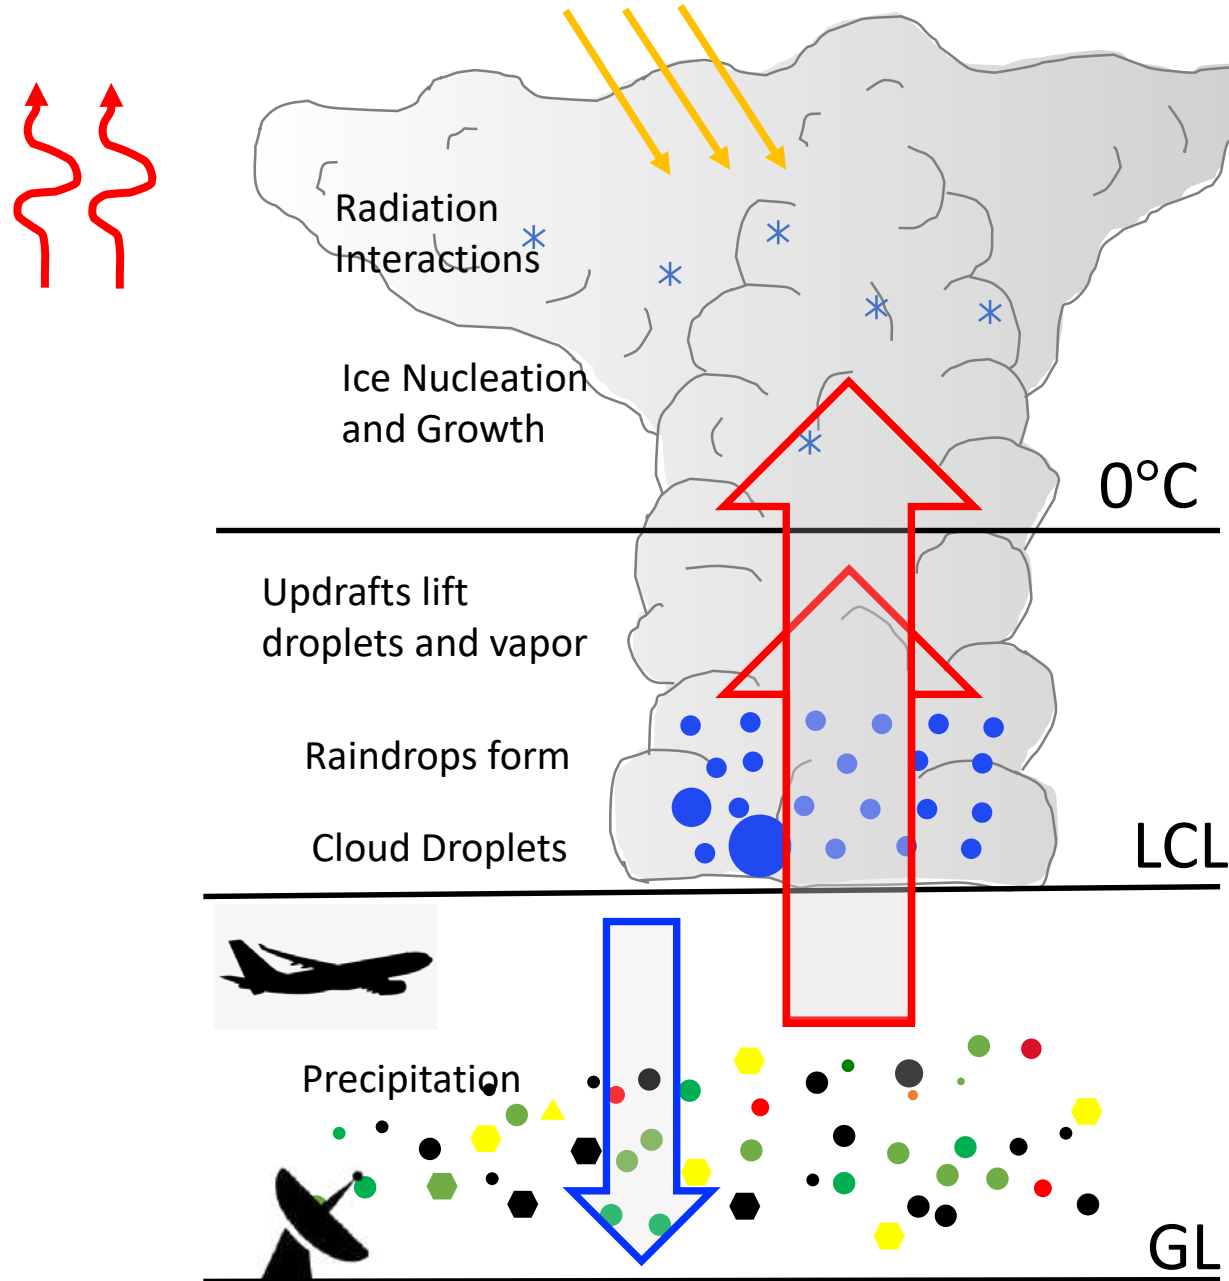 Radiation
Interactions
Ice Nucleation
and Growth
0°C
Updrafts lift
droplets and vapor
Raindrops form
Cloud Droplets
LCL
Precipitation
GL